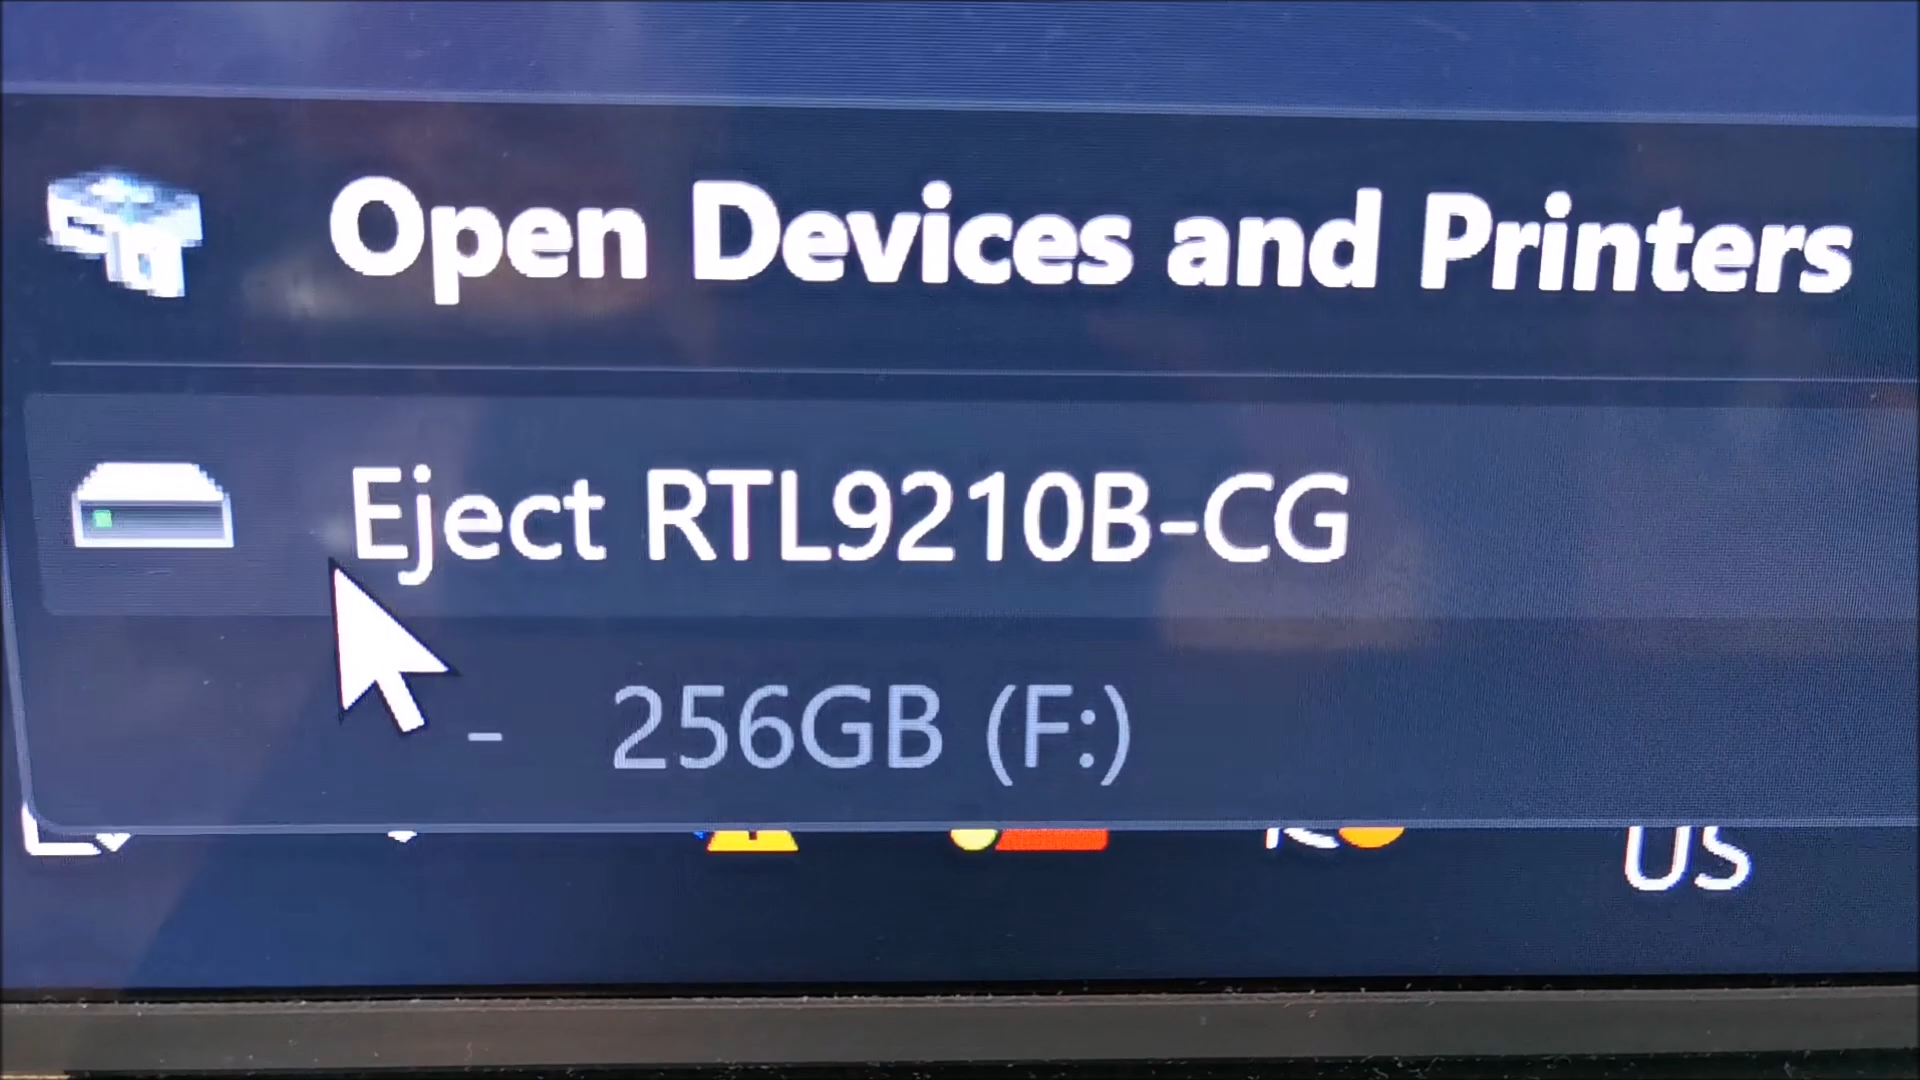 Open Devices and Printers
Eject RTL9210B-CG
- 256GB (F:)
US